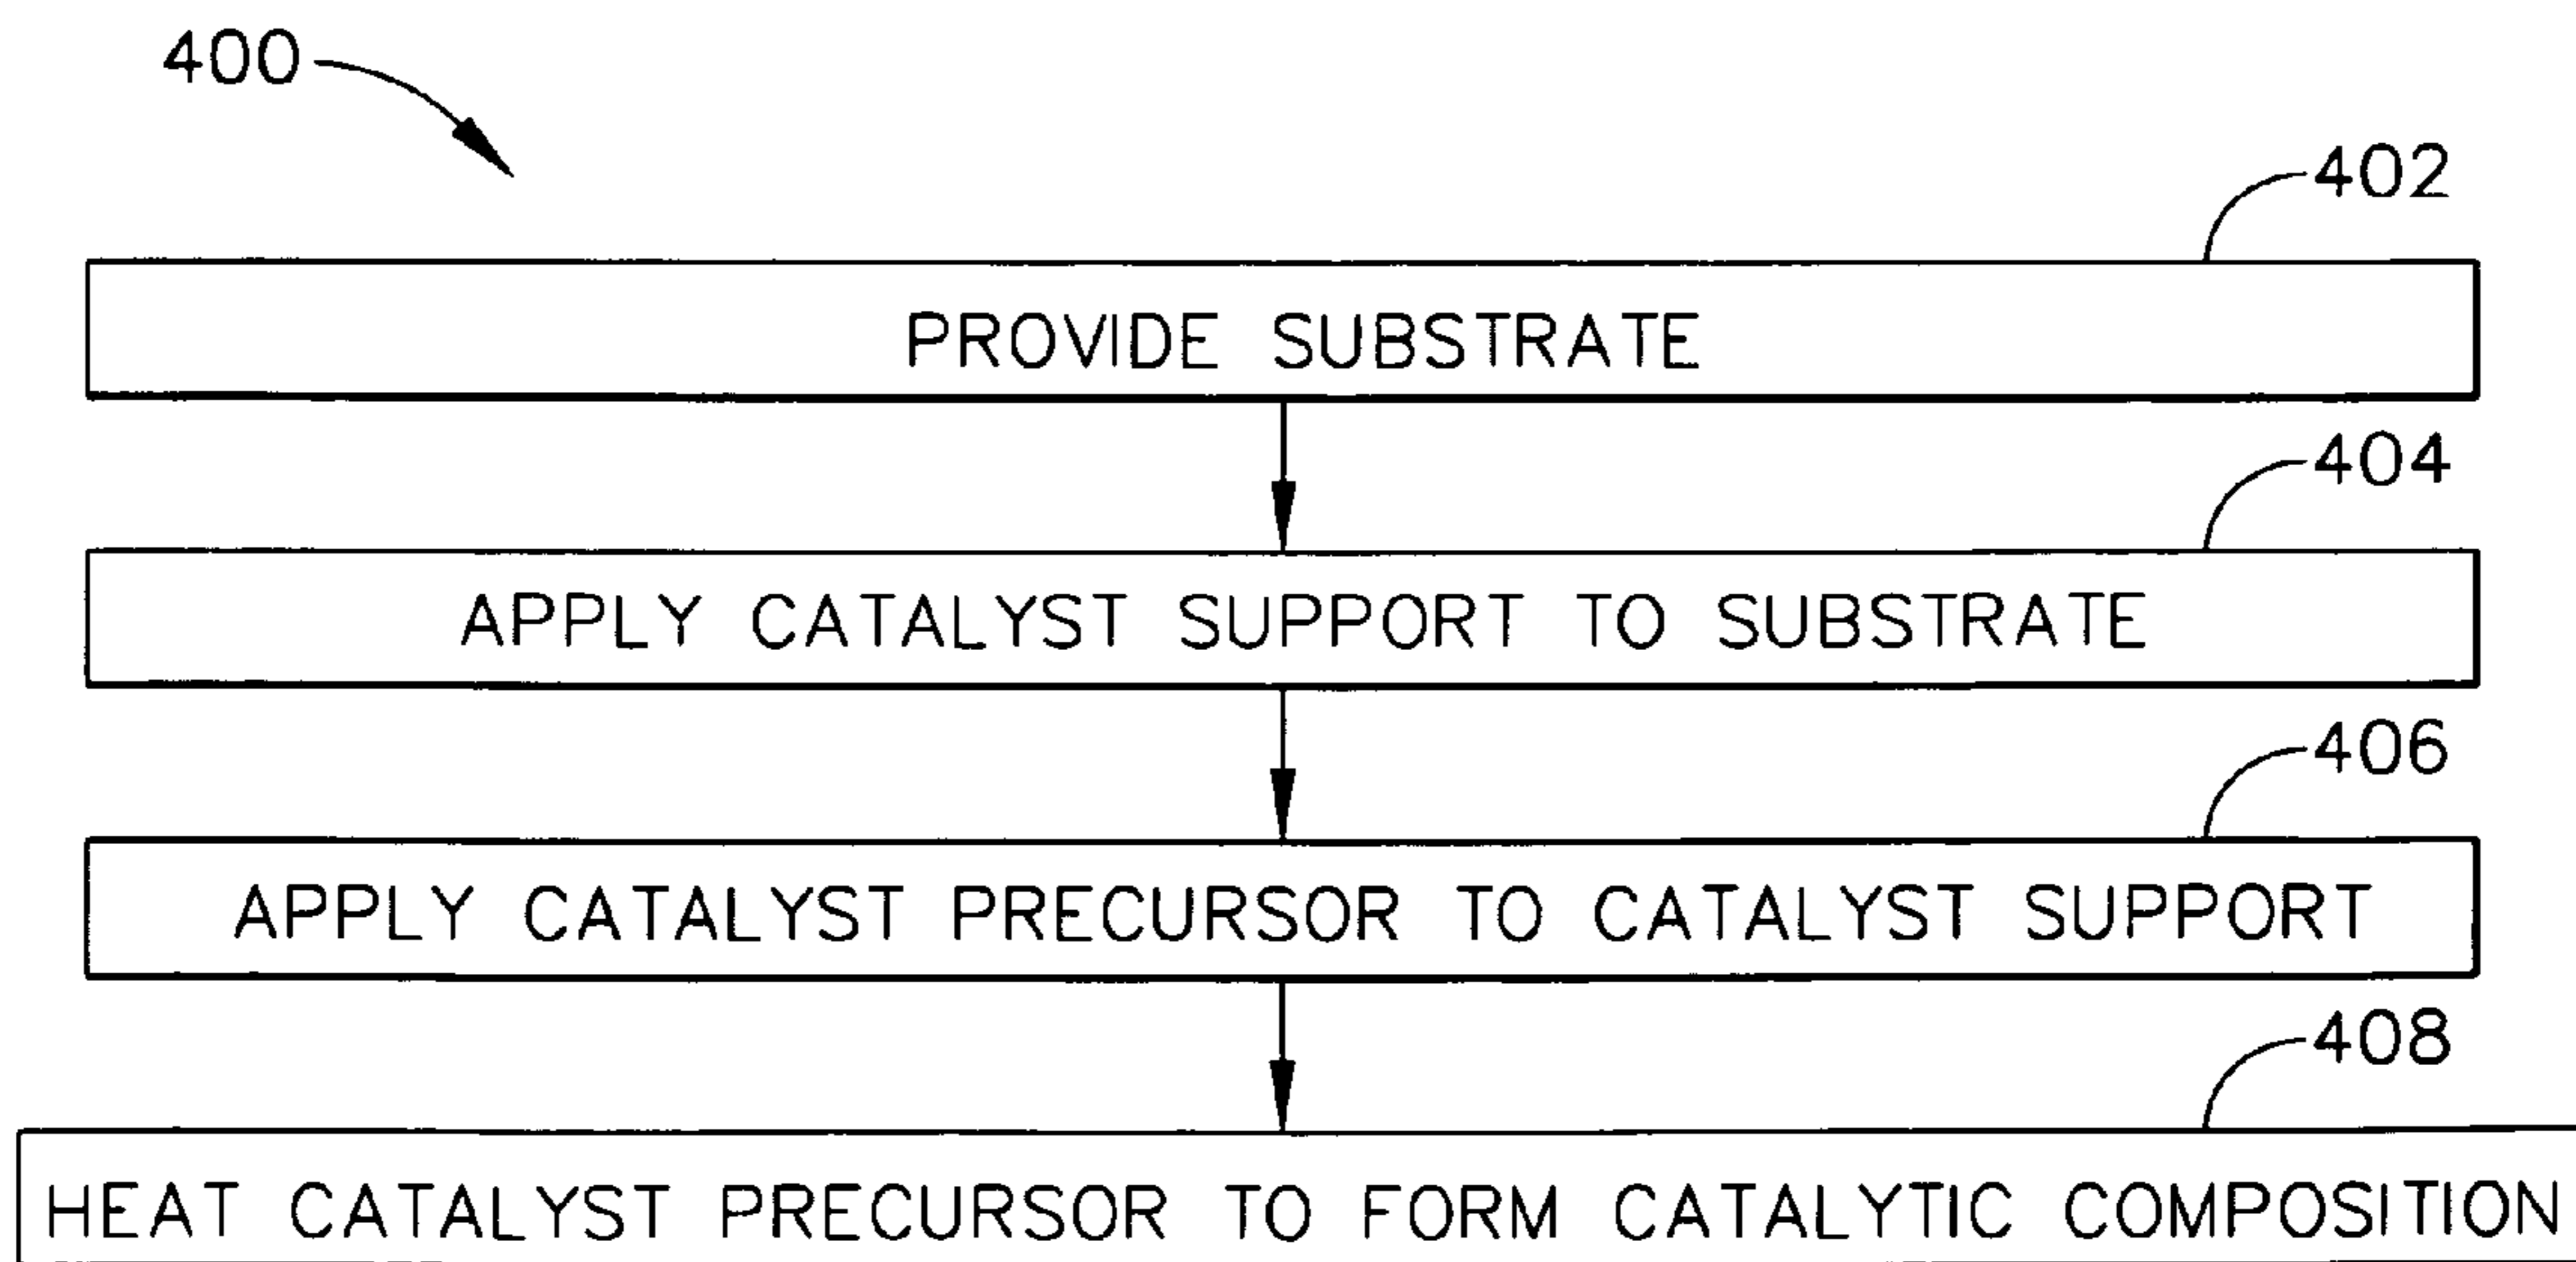 400
402
PROVIDE SUBSTRATE
404
APPLY CATALYST SUPPORT TO SUBSTRATE
406
APPLY CATALYST PRECURSOR TO CATALYST SUPPORT
408
HEAT CATALYST PRECURSOR TO FORM CATALYTIC COMPOSITION